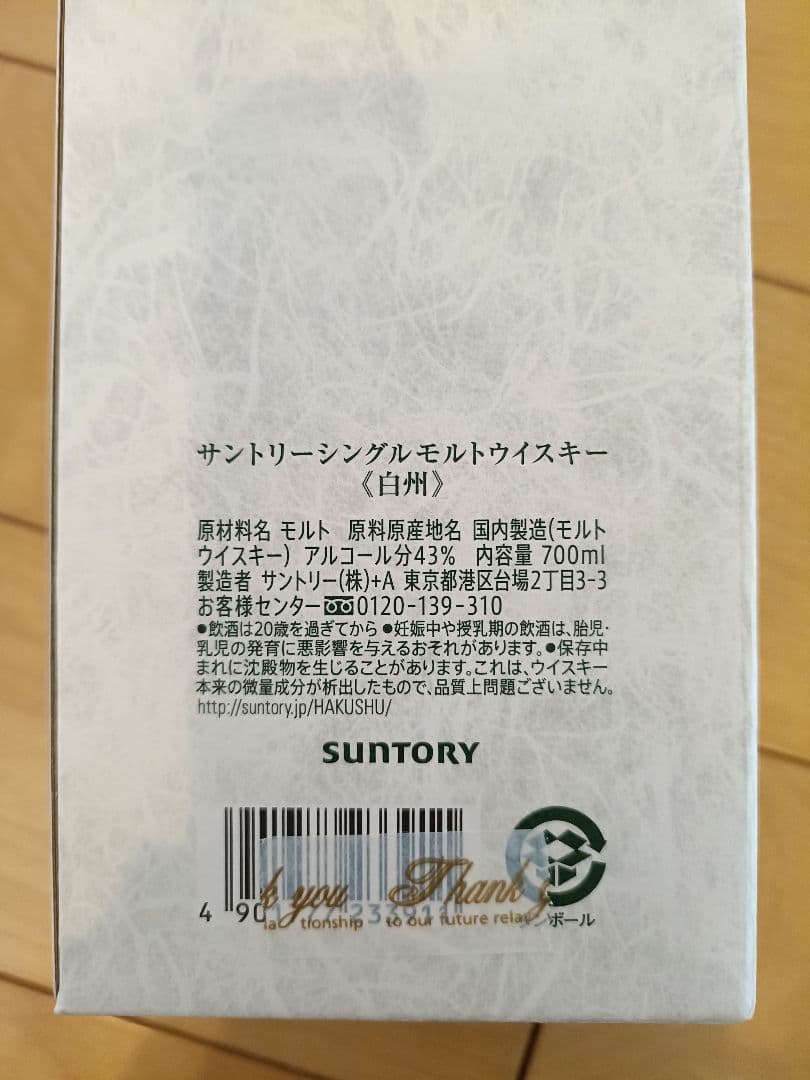 サントリーシングルモルトウイスキー
《白州》
原材料名 モルト 原料原産地名 国内製造(モルト
ウイスキー) アルコール分43% 内容量 700ml
製造者 サントリー(株)+A 東京都港区台場2丁目3-3
お客様センター 0120-139-310
●飲酒は20歳を過ぎてから ●妊娠中や授乳期の飲酒は、胎児・
乳児の発育に悪影響を与えるおそれがあります。●保存中
まれに沈殿物を生じることがあります。これは、ウイスキー
本来の微量成分が析出したもので、品質上問題ございません。
http://suntory.jp/HAKUSHU/
SUNTORY
k you Thank y
la tionship to our future rela
4 90
ボール